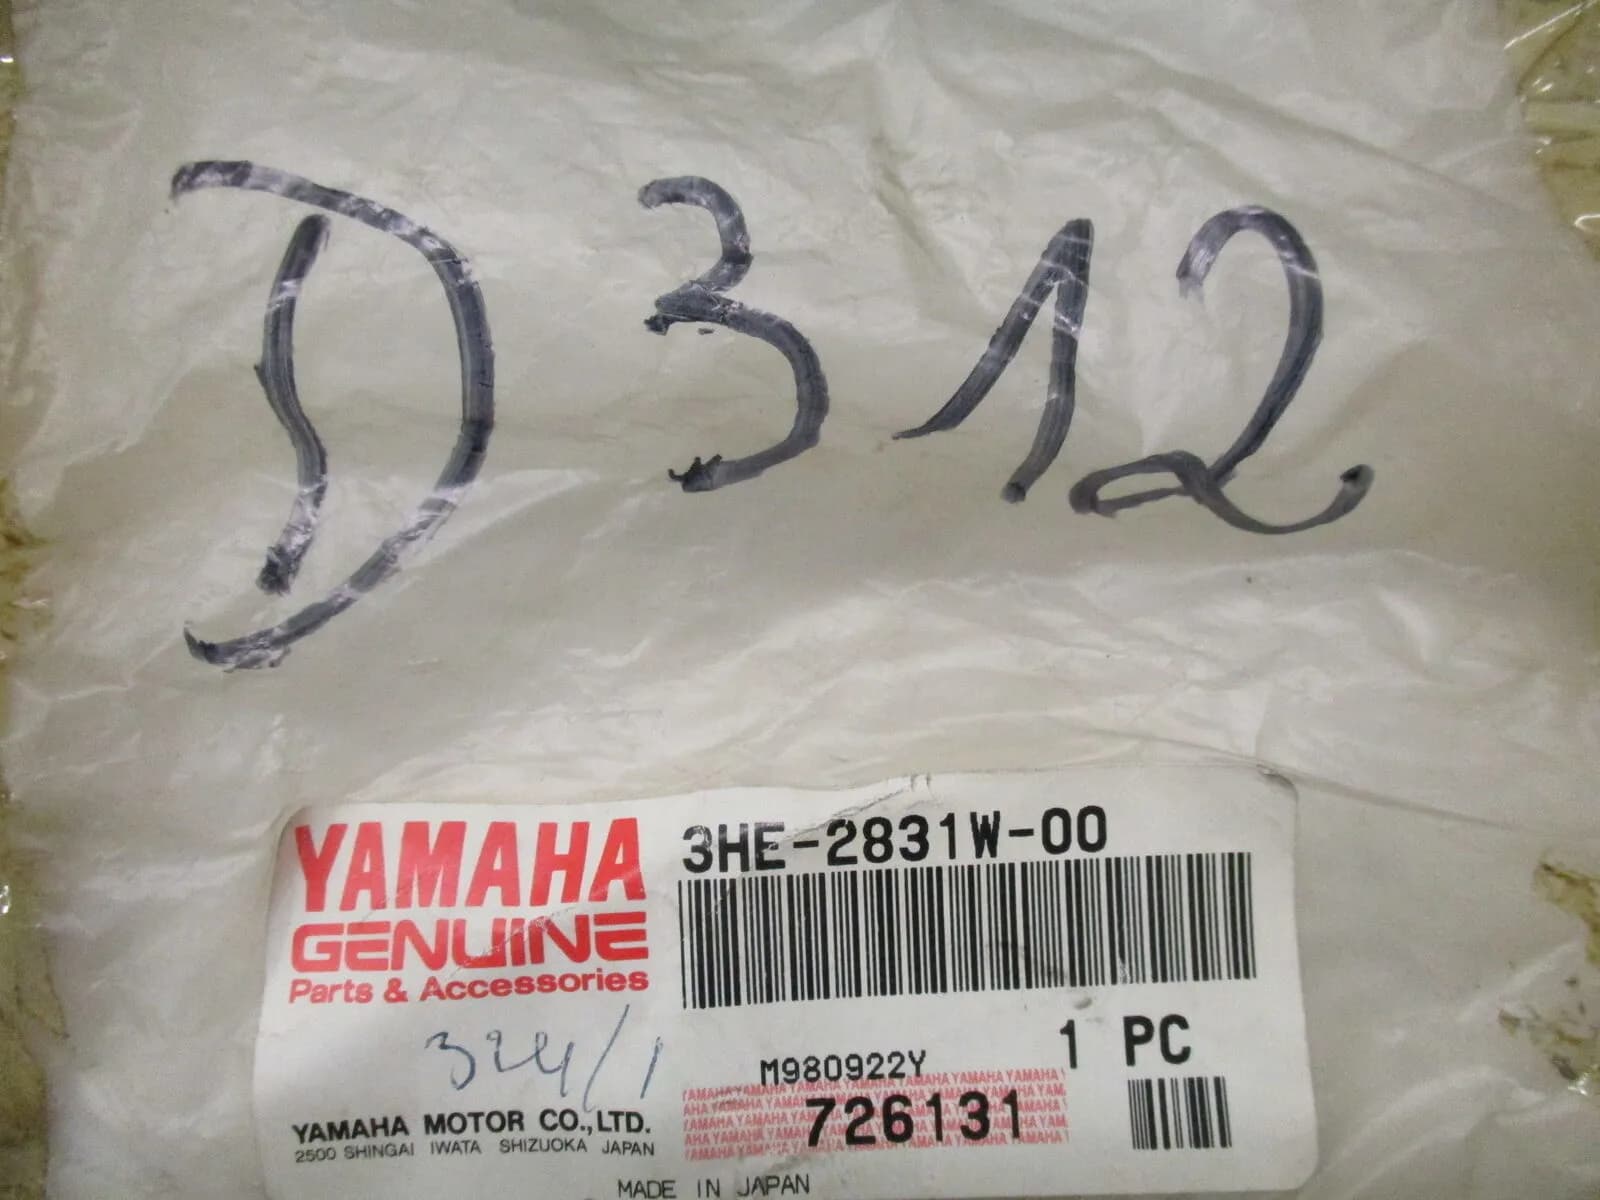 D 312
YAMAHA
GENUINE
Parts & Accessories
3HE-2831W-00
324/1
1 PC
M980922Y
726131
YAMAHA MOTOR CO.,LTD.
2500 SHINGAI IWATA SHIZUOKA JAPAN
MADE IN JAPAN